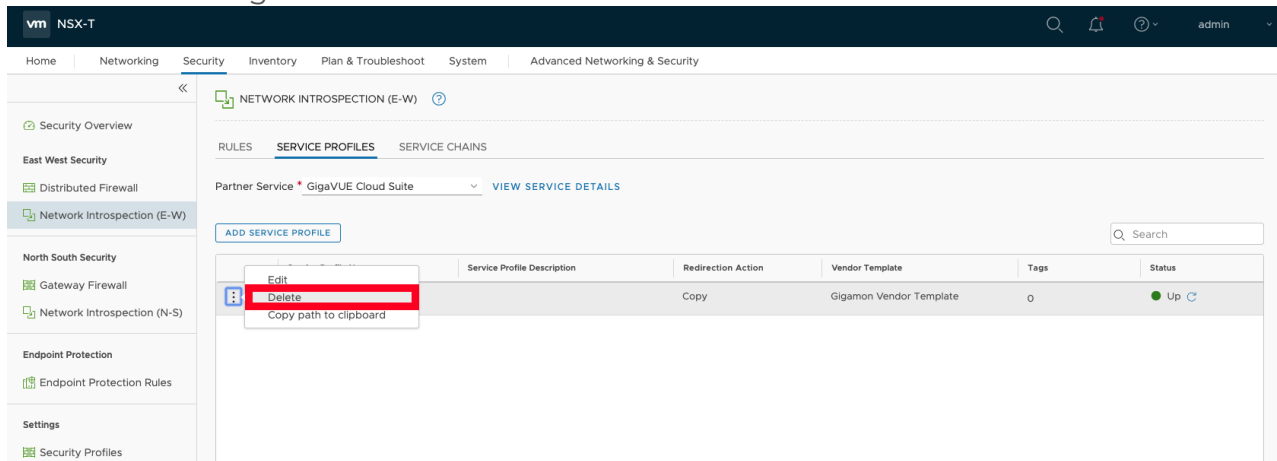 vm NSX-T admin
Home Networking Security Inventory Plan & Troubleshoot System Advanced Networking & Security
NETWORK INTROSPECTION (E-W)
Security Overview
RULES SERVICE PROFILES SERVICE CHAINS
East West Security
Distributed Firewall
Partner Service * GigaVUE Cloud Suite VIEW SERVICE DETAILS
Network Introspection (E-W)
ADD SERVICE PROFILE Search
North South Security
Service Profile Description Redirection Action Vendor Template Tags Status
Edit
Gateway Firewall
Delete Copy Gigamon Vendor Template 0 Up
Network Introspection (N-S)
Copy path to clipboard
Endpoint Protection
Endpoint Protection Rules
Settings
Security Profiles